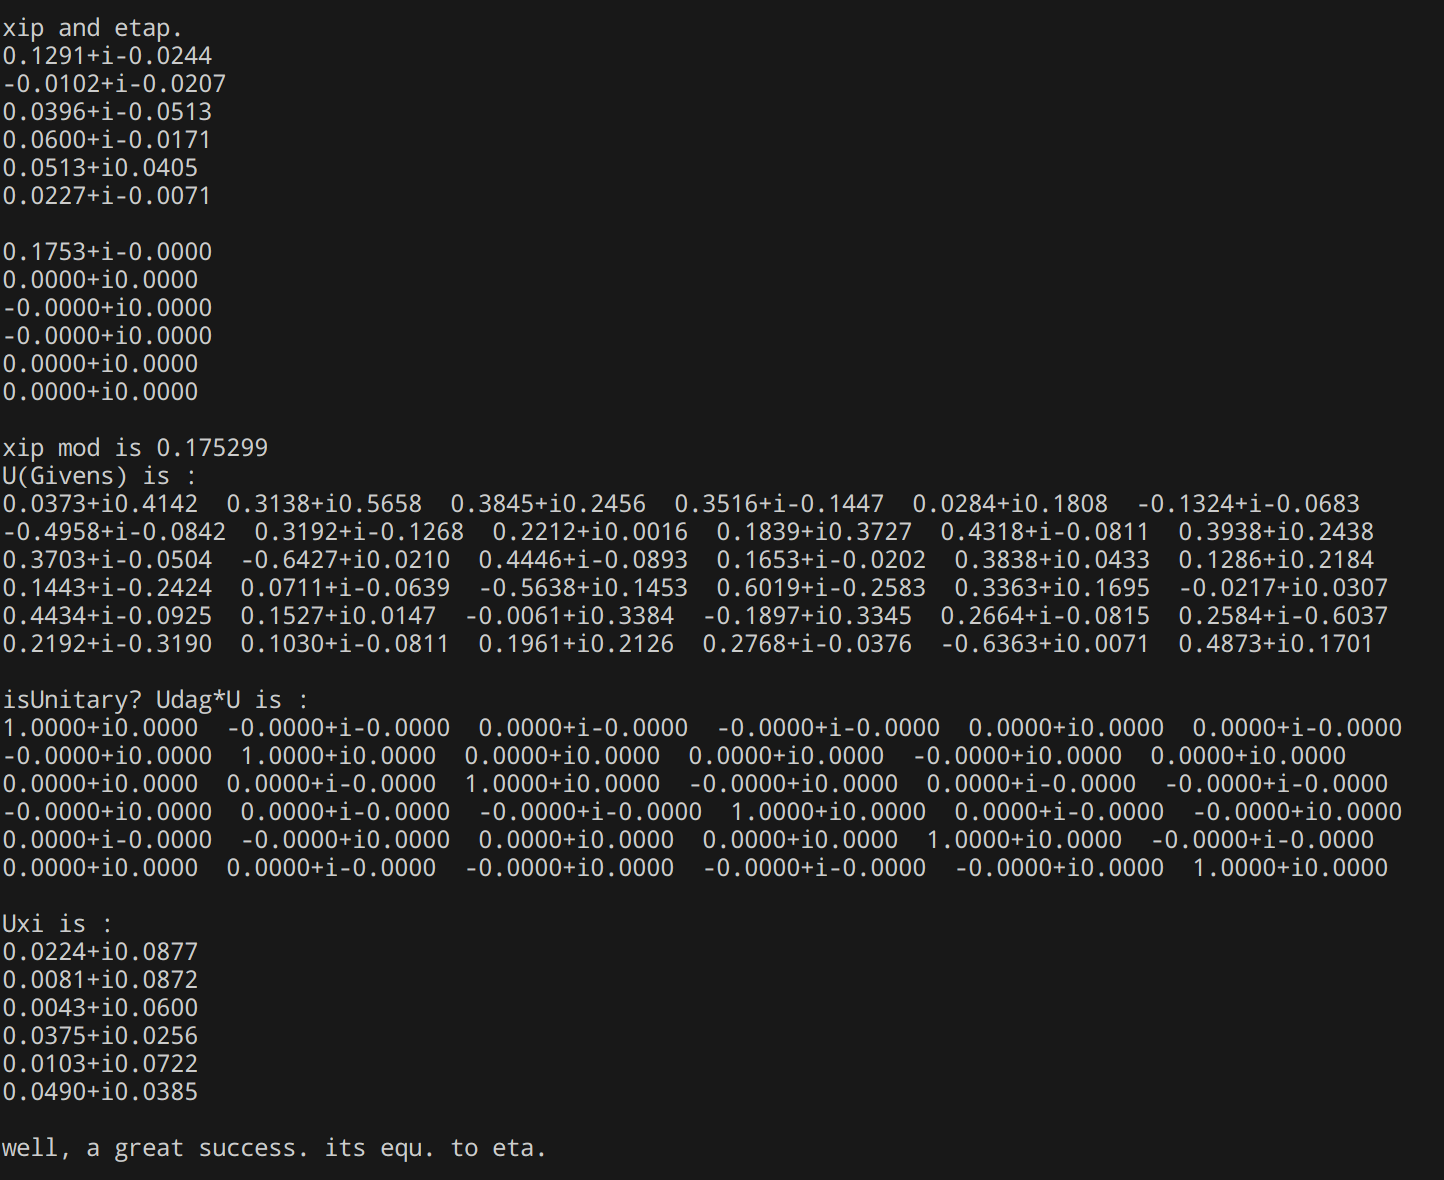 xip and etap.
0.1291+i-0.0244
-0.0102+i-0.0207
0.0396+i-0.0513
0.0600+i-0.0171
0.0513+i0.0405
0.0227+i-0.0071
0.1753+i-0.0000
0.0000+i0.0000
-0.0000+i0.0000
-0.0000+i0.0000
0.0000+i0.0000
0.0000+i0.0000
xip mod is 0.175299
U(Givens) is :
0.0373+i0.4142  0.3138+i0.5658  0.3845+i0.2456  0.3516+i-0.1447  0.0284+i0.1808  -0.1324+i-0.0683
-0.4958+i-0.0842  0.3192+i-0.1268  0.2212+i0.0016  0.1839+i0.3727  0.4318+i-0.0811  0.3938+i0.2438
0.3703+i-0.0504  -0.6427+i0.0210  0.4446+i-0.0893  0.1653+i-0.0202  0.3838+i0.0433  0.1286+i0.2184
0.1443+i-0.2424  0.0711+i-0.0639  -0.5638+i0.1453  0.6019+i-0.2583  0.3363+i0.1695  -0.0217+i0.0307
0.4434+i-0.0925  0.1527+i0.0147  -0.0061+i0.3384  -0.1897+i0.3345  0.2664+i-0.0815  0.2584+i-0.6037
0.2192+i-0.3190  0.1030+i-0.0811  0.1961+i0.2126  0.2768+i-0.0376  -0.6363+i0.0071  0.4873+i0.1701
isUnitary? Udag*U is :
1.0000+i0.0000  -0.0000+i-0.0000  0.0000+i-0.0000  -0.0000+i-0.0000  0.0000+i0.0000  0.0000+i-0.0000
-0.0000+i0.0000  1.0000+i0.0000  0.0000+i0.0000  0.0000+i0.0000  -0.0000+i0.0000  0.0000+i0.0000
0.0000+i0.0000  0.0000+i-0.0000  1.0000+i0.0000  -0.0000+i0.0000  0.0000+i-0.0000  -0.0000+i-0.0000
-0.0000+i0.0000  0.0000+i-0.0000  -0.0000+i-0.0000  1.0000+i0.0000  0.0000+i-0.0000  -0.0000+i0.0000
0.0000+i-0.0000  -0.0000+i0.0000  0.0000+i0.0000  0.0000+i0.0000  1.0000+i0.0000  -0.0000+i-0.0000
0.0000+i0.0000  0.0000+i-0.0000  -0.0000+i0.0000  -0.0000+i-0.0000  -0.0000+i0.0000  1.0000+i0.0000
Uxi is :
0.0224+i0.0877
0.0081+i0.0872
0.0043+i0.0600
0.0375+i0.0256
0.0103+i0.0722
0.0490+i0.0385
well, a great success. its equ. to eta.